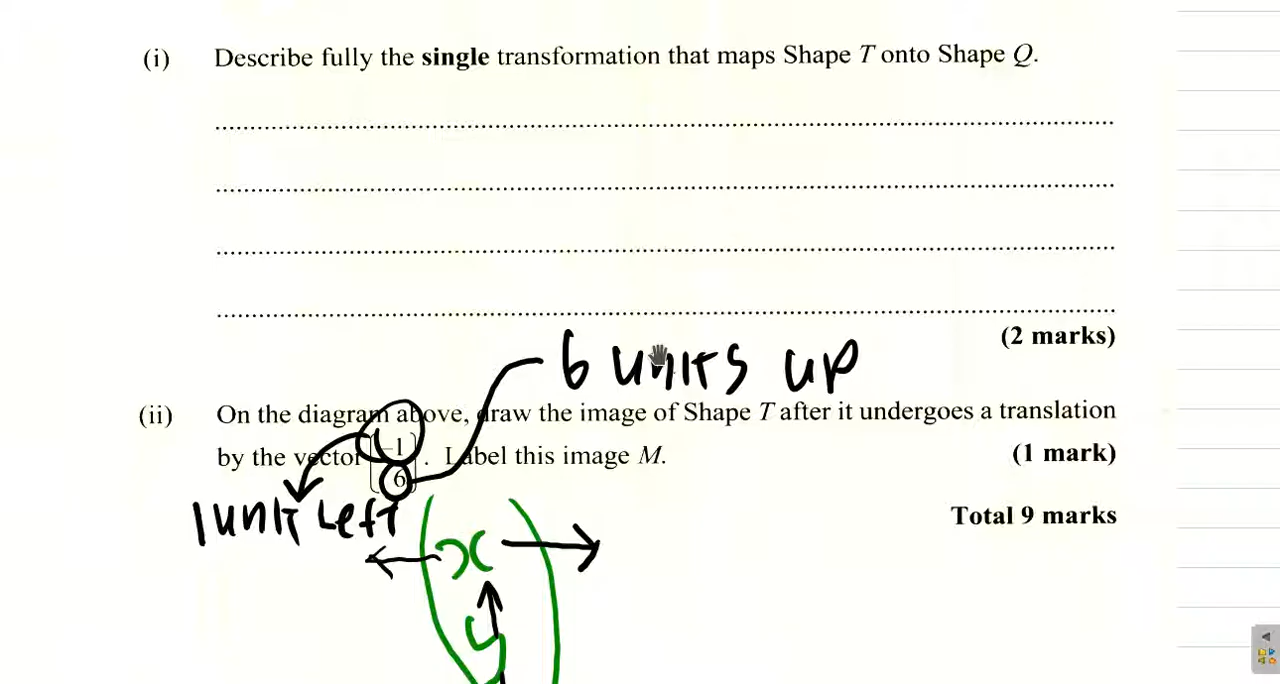 (i) Describe fully the single transformation that maps Shape T onto Shape Q.
(2 marks)
6 units up
(ii) On the diagram above, draw the image of Shape T after it undergoes a translation
by the vector [-1 6]. Label this image M.
(1 mark)
1 unit Left
Total 9 marks
x
y